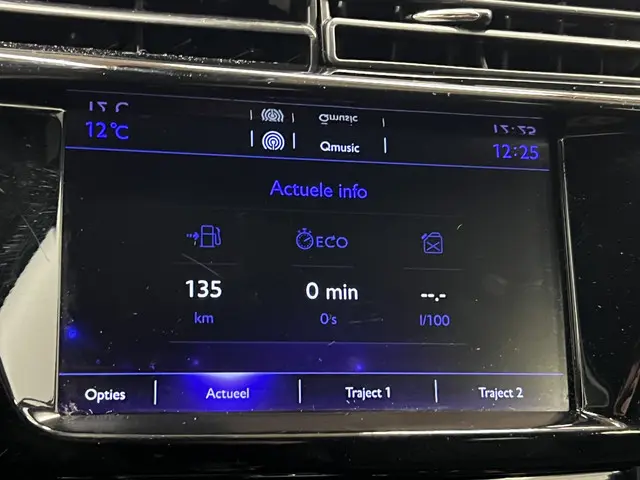 12°C Qmusic 12:25
Actuele info
ECO
135 0 min --.-
km 0's l/100
Opties Actueel Traject 1 Traject 2